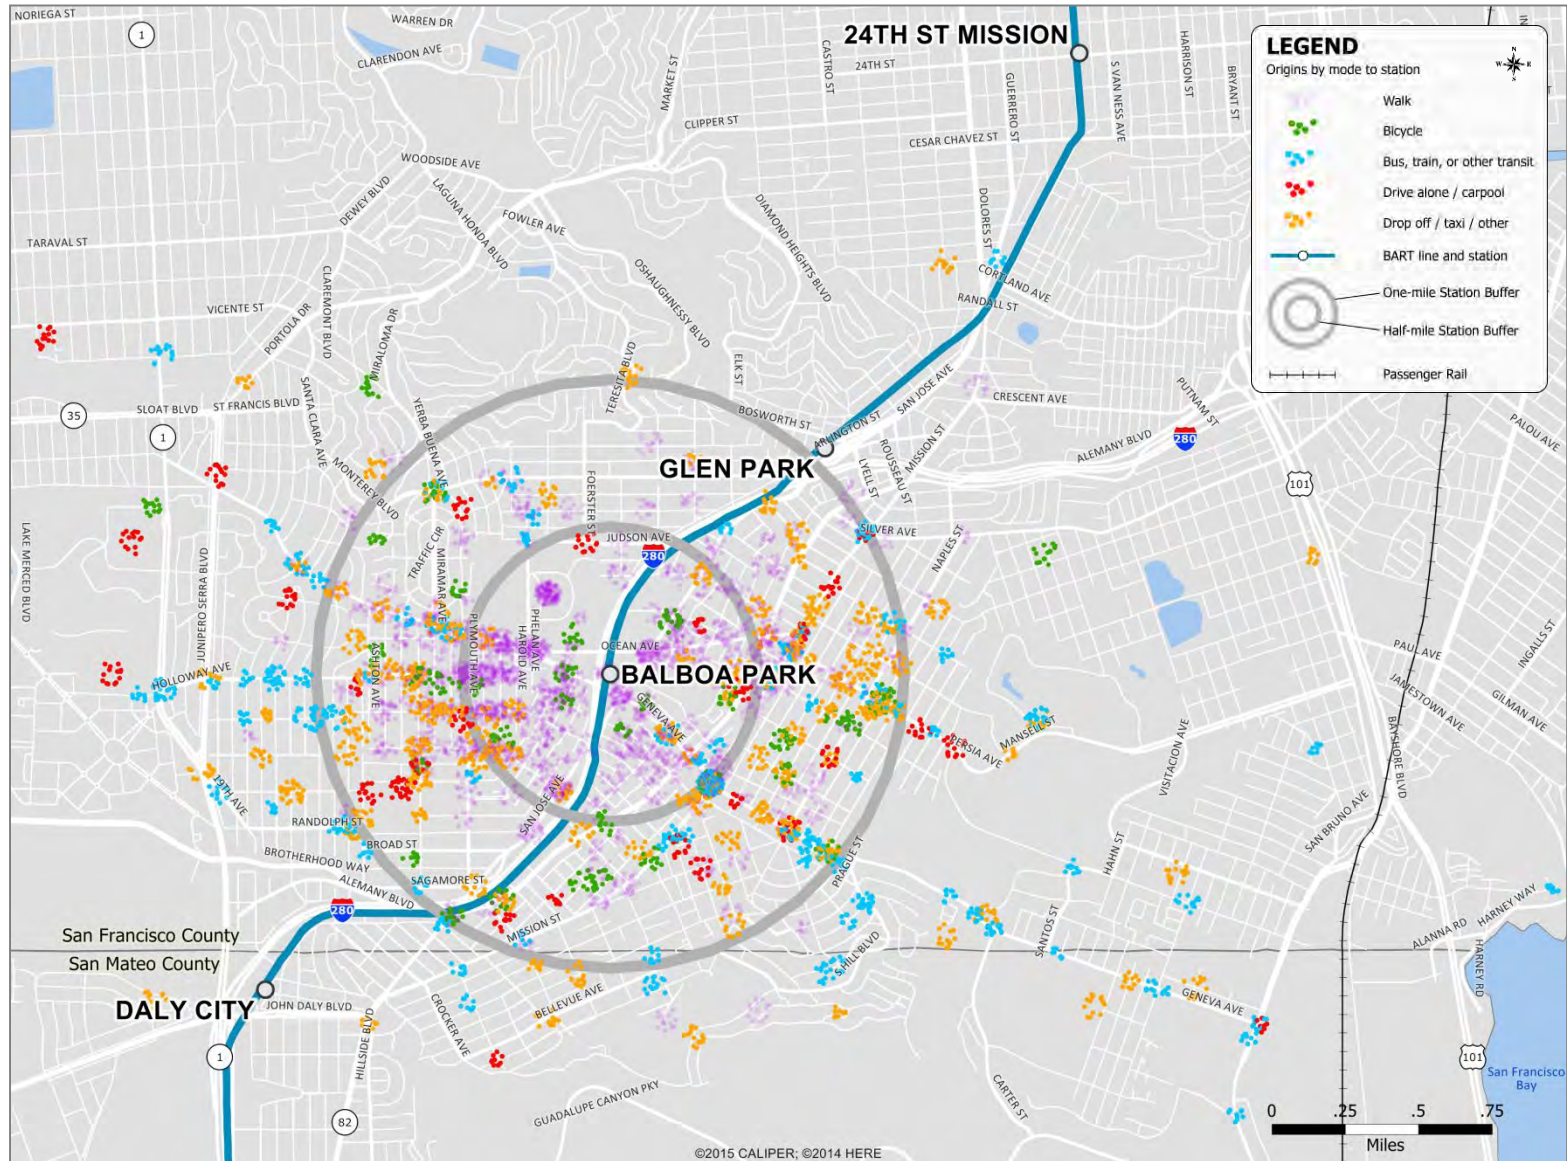 NORIEGA ST
WARREN DR
CLARENDON AVE
1
MARKET ST
24TH ST MISSION
CASTRO ST
24TH ST
GUERRERO ST
S VAN NESS AVE
HARRISON ST
BRYANT ST
CLIPPER ST
CESAR CHAVEZ ST
LEGEND
Origins by mode to station
N
W
E
S
Walk
Bicycle
Bus, train, or other transit
Drive alone / carpool
Drop off / taxi / other
BART line and station
One-mile Station Buffer
Half-mile Station Buffer
Passenger Rail
WOODSIDE AVE
DEWEY BLVD
LAGUNA HONDA BLVD
FOWLER AVE
DIAMOND HEIGHTS BLVD
DOLORES ST
TARAVAL ST
CORTLAND AVE
RANDALL ST
OSHAUGHNESSY BLVD
CLAREMONT BLVD
VICENTE ST
PORTOLA DR
MIRALOMA DR
ELK ST
TERESITA BLVD
SAN JOSE AVE
CRESCENT AVE
PUTNAM ST
35
SLOAT BLVD
ST FRANCIS BLVD
SANTA CLARA AVE
YERBA BUENA AVE
BOSWORTH ST
ARLINGTON ST
MISSION ST
ROUSSEAU ST
LYELL ST
ALEMANY BLVD
280
PALOU AVE
1
GLEN PARK
101
MONTEREY BLVD
FOERSTER ST
SILVER AVE
NAPLES ST
LAKE MERCED BLVD
JUNIPERO SERRA BLVD
TRAFFIC CIR
MIRAMAR AVE
JUDSON AVE
280
PLYMOUTH AVE
PHELAN AVE
HAROLD AVE
OCEAN AVE
BALBOA PARK
ASHTON AVE
HOLLOWAY AVE
GENEVA AVE
PAUL AVE
INGALLS ST
JAMESTOWN AVE
GILMAN AVE
PERSIA AVE
MANSELL ST
VISITACION AVE
BAYSHORE BLVD
19TH AVE
SAN JOSE AVE
RANDOLPH ST
BROAD ST
BROTHERHOOD WAY
SAGAMORE ST
ALEMANY BLVD
PRAGUE ST
HAHN ST
SAN BRUNO AVE
280
MISSION ST
SANTOS ST
S HILL BLVD
ALANNA RD
HARNEY WAY
HARNEY RD
San Francisco County
San Mateo County
DALY CITY
JOHN DALY BLVD
CROCKER AVE
BELLEVUE AVE
GENEVA AVE
HILLSIDE BLVD
1
101
San Francisco
Bay
GUADALUPE CANYON PKY
CARTER ST
82
0 .25 .5 .75
Miles
©2015 CALIPER; ©2014 HERE